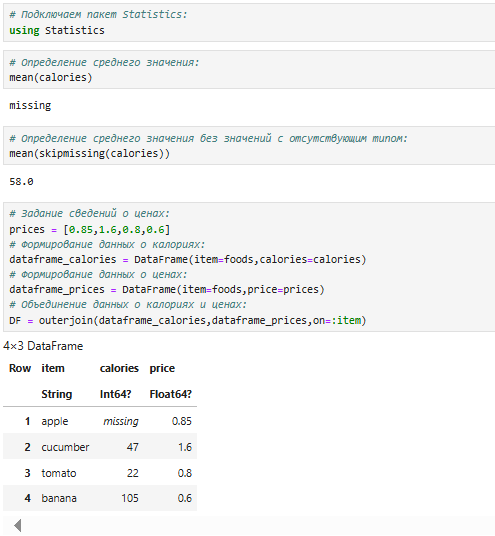 # Подключаем пакет Statistics:
using Statistics
# Определение среднего значения:
mean(calories)
missing
# Определение среднего значения без значений с отсутствующим типом:
mean(skipmissing(calories))
58.0
# Задание сведений о ценах:
prices = [0.85,1.6,0.8,0.6]
# Формирование данных о калориях:
dataframe_calories = DataFrame(item=foods,calories=calories)
# Формирование данных о ценах:
dataframe_prices = DataFrame(item=foods,price=prices)
# Объединение данных о калориях и ценах:
DF = outerjoin(dataframe_calories,dataframe_prices,on=:item)
4×3 DataFrame
Row item calories price
String Int64? Float64?
1 apple missing 0.85
2 cucumber 47 1.6
3 tomato 22 0.8
4 banana 105 0.6